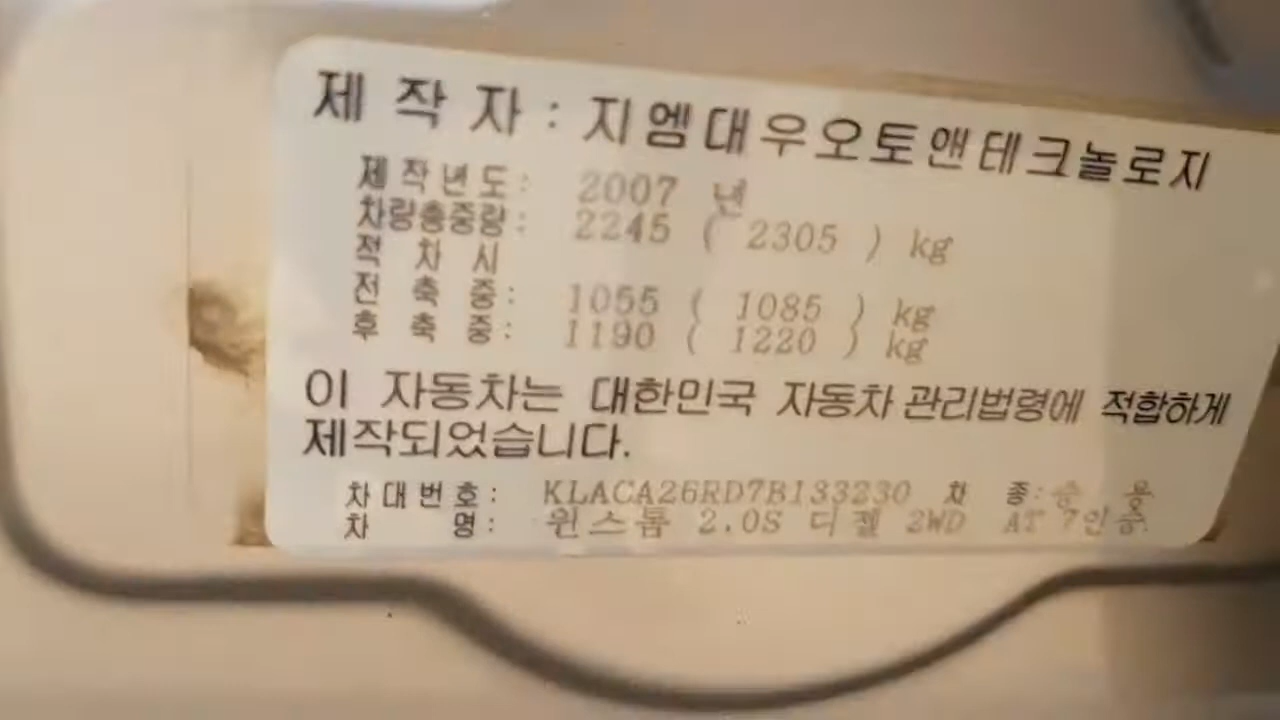 제 작 자 : 지엠대우오토앤테크놀로지
제작년도: 2007 년
차량총중량: 2245 ( 2305 ) kg
적 차 시
전 축 중: 1055 ( 1085 ) kg
후 축 중: 1190 ( 1220 ) kg
이 자동차는 대한민국 자동차 관리법령에 적합하게
제작되었습니다.
차대번호: KLACA26RD7B133230 차 종: 승 용
차 명: 윈스톰 2.0S 디젤 2WD AT 7인승